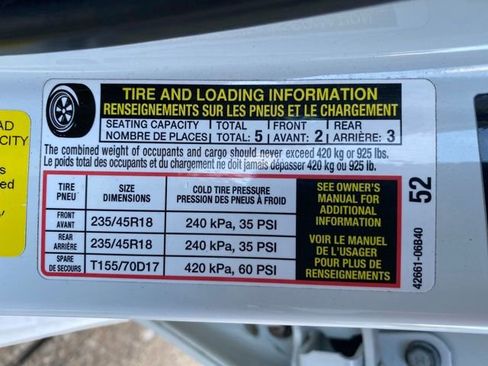 TIRE AND LOADING INFORMATION
RENSEIGNEMENTS SUR LES PNEUS ET LE CHARGEMENT
SEATING CAPACITY TOTAL FRONT REAR
NOMBRE DE PLACES TOTAL: 5 AVANT: 2 ARRIÈRE: 3
The combined weight of occupants and cargo should never exceed 420 kg or 925 lbs.
Le poids total des occupants et du chargement ne doit jamais dépasser 420 kg ou 925 lbs.
TIRE SIZE COLD TIRE PRESSURE
PNEU DIMENSIONS PRESSION DES PNEUS À FROID
FRONT
AVANT 235/45R18 240 kPa, 35 PSI
REAR
ARRIÈRE 235/45R18 240 kPa, 35 PSI
SPARE
DE SECOURS T155/70D17 420 kPa, 60 PSI
SEE OWNER'S
MANUAL FOR
ADDITIONAL
INFORMATION
VOIR LE MANUEL
DE L'USAGER
POUR PLUS DE
RENSEIGNEMENTS
52
42661-06B40
AD
CITY